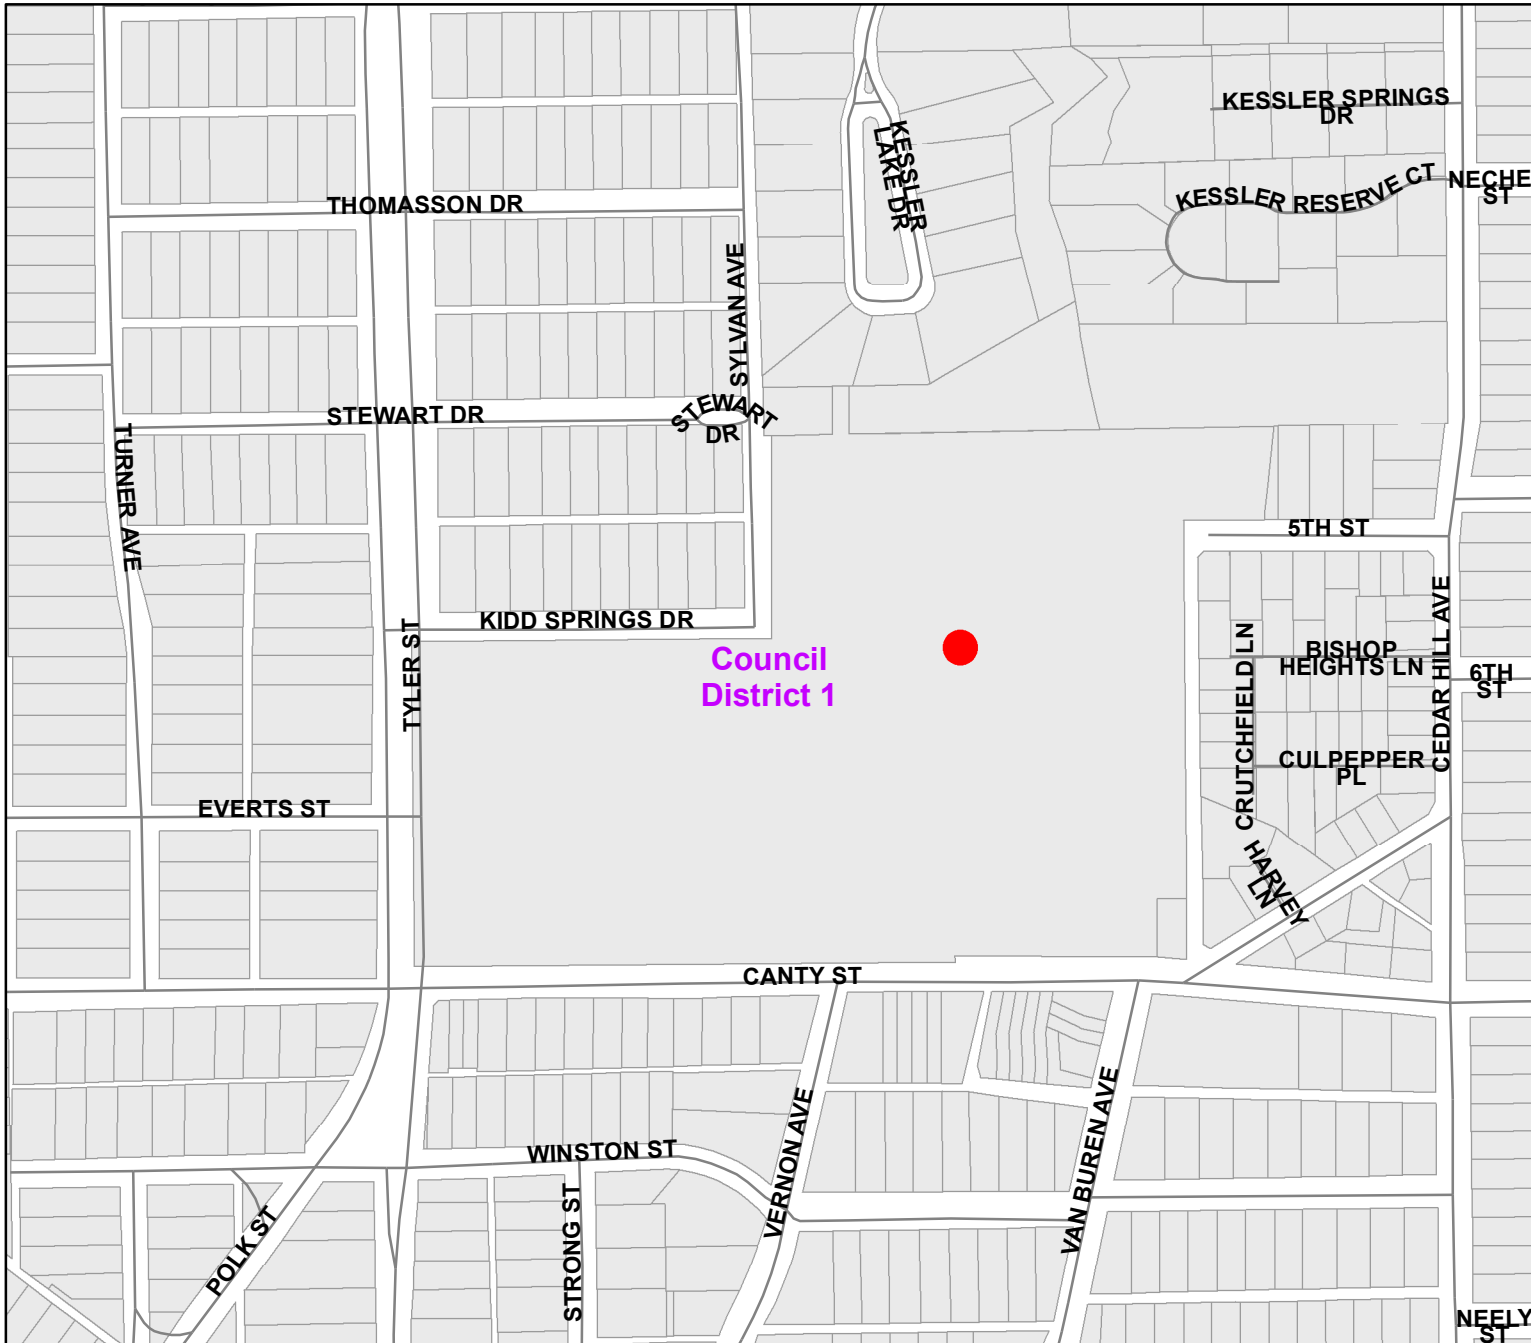 KESSLER SPRINGS
DR
KESSLER
LAKE DR
KESSLER RESERVE CT
NECHE
ST
THOMASSON DR
SYLVAN AVE
STEWART DR
STEWART
DR
TURNER AVE
5TH ST
KIDD SPRINGS DR
TYLER ST
Council
District 1
CRUTCHFIELD LN
BISHOP
HEIGHTS LN
CEDAR HILL AVE
6TH
ST
CULPEPPER
PL
EVERTS ST
HARVEY
LN
CANTY ST
WINSTON ST
VERNON AVE
VAN BUREN AVE
STRONG ST
POLK ST
NEELY
ST